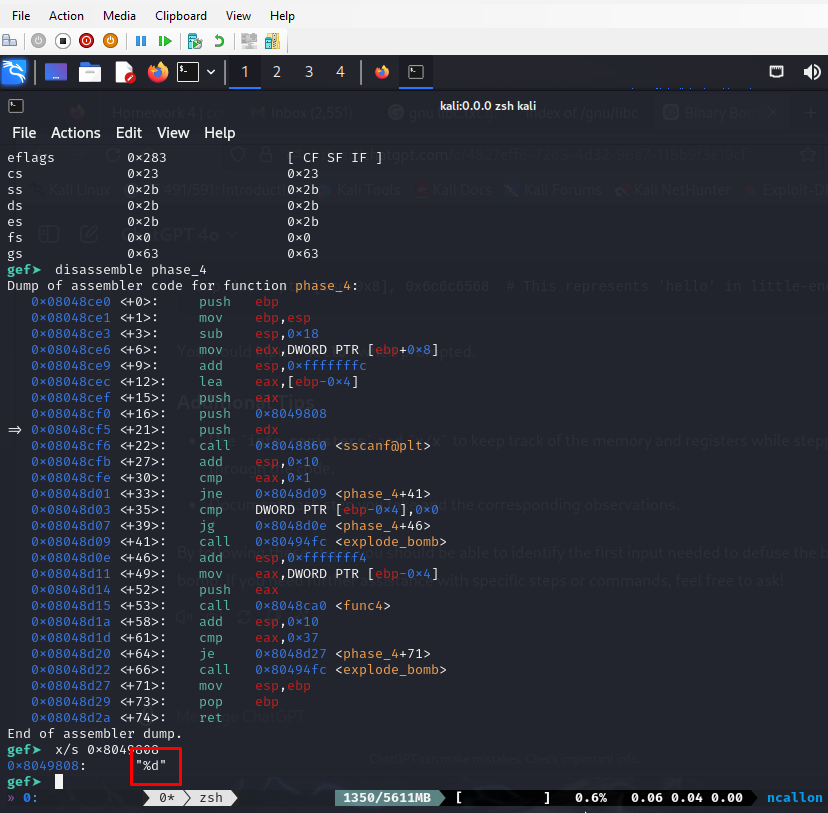 File Action Media Clipboard View Help
1 2 3 4
kali:0.0.0 zsh kali
File Actions Edit View Help
eflags 0×283 [ CF SF IF ]
cs 0×23 0×23
ss 0×2b 0×2b
ds 0×2b 0×2b
es 0×2b 0×2b
fs 0×0 0×0
gs 0×63 0×63
gef➤ disassemble phase_4
Dump of assembler code for function phase_4:
0×08048ce0 <+0>: push ebp
0×08048ce1 <+1>: mov ebp,esp
0×08048ce3 <+3>: sub esp,0×18
0×08048ce6 <+6>: mov edx,DWORD PTR [ebp+0×8]
0×08048ce9 <+9>: add esp,0×fffffffc
0×08048cec <+12>: lea eax,[ebp-0×4]
0×08048cef <+15>: push eax
0×08048cf0 <+16>: push 0×8049808
⇒ 0×08048cf5 <+21>: push edx
0×08048cf6 <+22>: call 0×8048860 <sscanf@plt>
0×08048cfb <+27>: add esp,0×10
0×08048cfe <+30>: cmp eax,0×1
0×08048d01 <+33>: jne 0×8048d09 <phase_4+41>
0×08048d03 <+35>: cmp DWORD PTR [ebp-0×4],0×0
0×08048d07 <+39>: jg 0×8048d0e <phase_4+46>
0×08048d09 <+41>: call 0×80494fc <explode_bomb>
0×08048d0e <+46>: add esp,0×fffffff4
0×08048d11 <+49>: mov eax,DWORD PTR [ebp-0×4]
0×08048d14 <+52>: push eax
0×08048d15 <+53>: call 0×8048ca0 <func4>
0×08048d1a <+58>: add esp,0×10
0×08048d1d <+61>: cmp eax,0×37
0×08048d20 <+64>: je 0×8048d27 <phase_4+71>
0×08048d22 <+66>: call 0×80494fc <explode_bomb>
0×08048d27 <+71>: mov esp,ebp
0×08048d29 <+73>: pop ebp
0×08048d2a <+74>: ret
End of assembler dump.
gef➤ x/s 0×8049808
0×8049808: "%d"
gef➤
» 0: 0* zsh 1350/5611MB [ ] 0.6% 0.06 0.04 0.00 ncallon